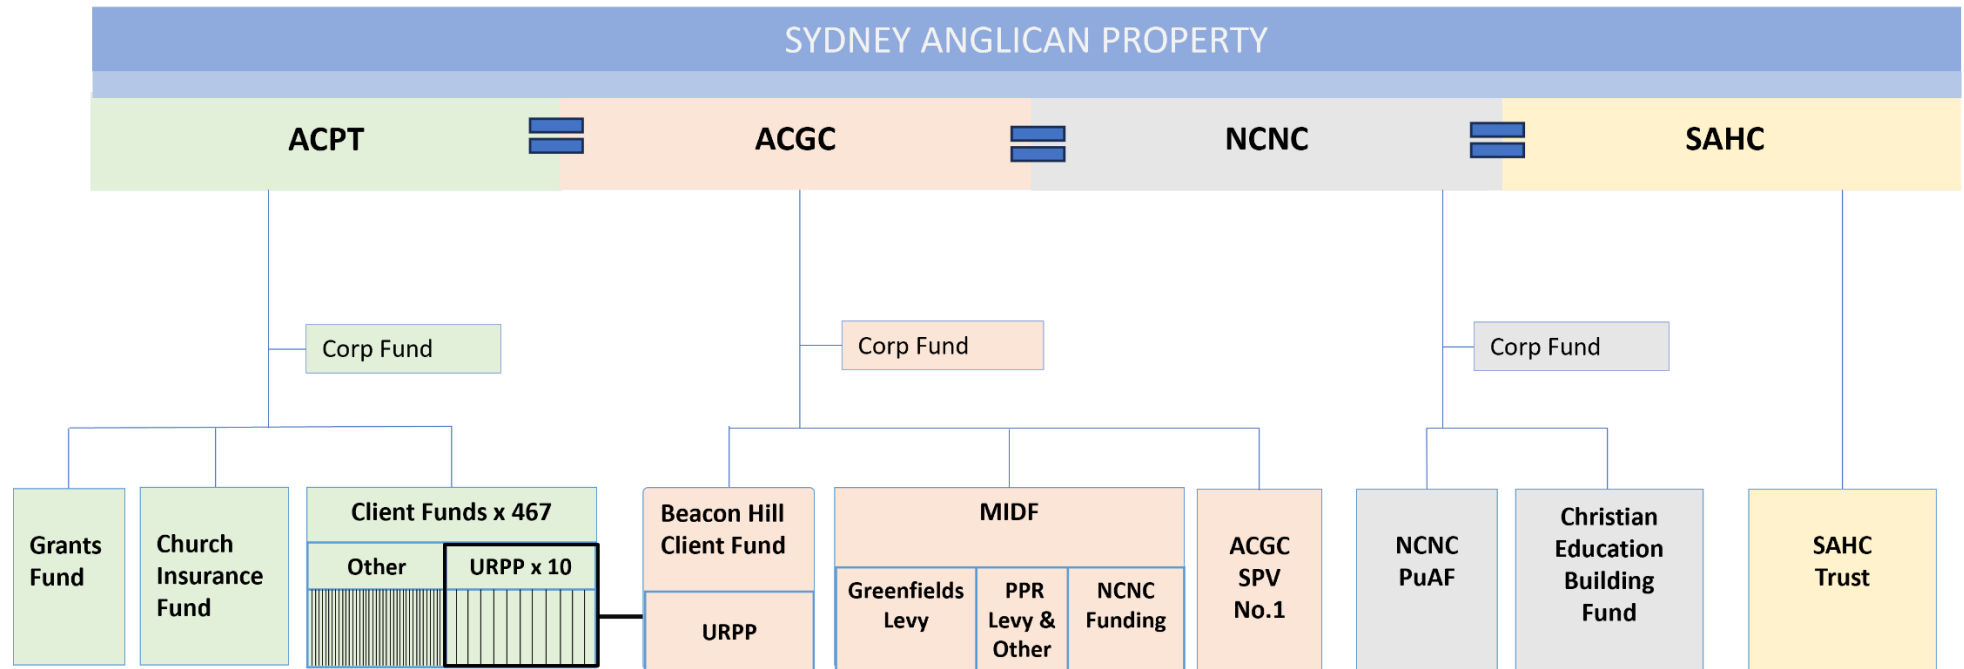 SYDNEY ANGLICAN PROPERTY
ACPT
ACGC
NCNC
SAHC
Corp Fund
Corp Fund
Corp Fund
Grants
Fund
Church
Insurance
Fund
Client Funds x 467
Other
URPP x 10
Beacon Hill
Client Fund
URPP
MIDF
Greenfields
Levy
PPR
Levy &
Other
NCNC
Funding
ACGC
SPV
No.1
NCNC
PuAF
Christian
Education
Building
Fund
SAHC
Trust